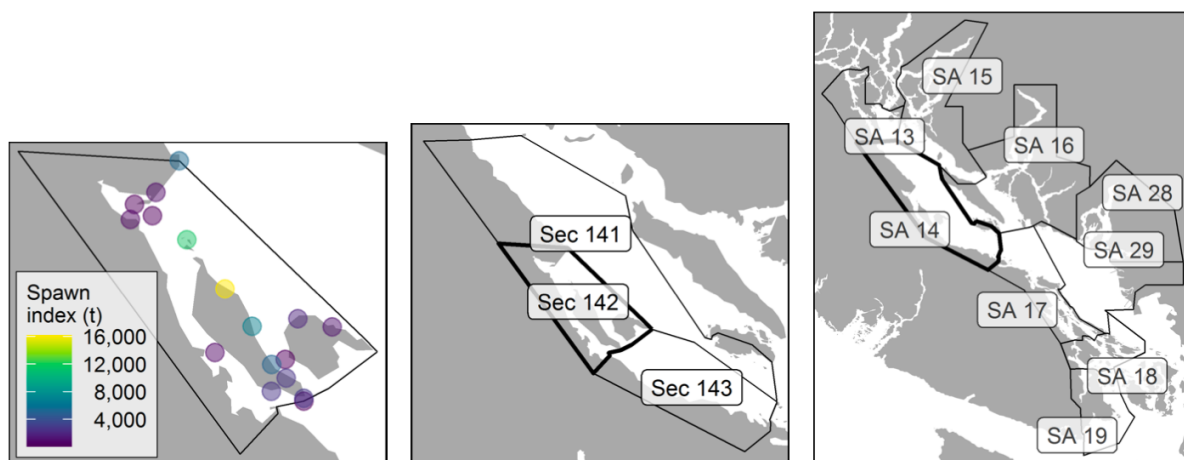 Spawn
index (t)
16,000
12,000
8,000
4,000
Sec 141
Sec 142
Sec 143
SA 15
SA 13
SA 16
SA 28
SA 14
SA 29
SA 17
SA 18
SA 19